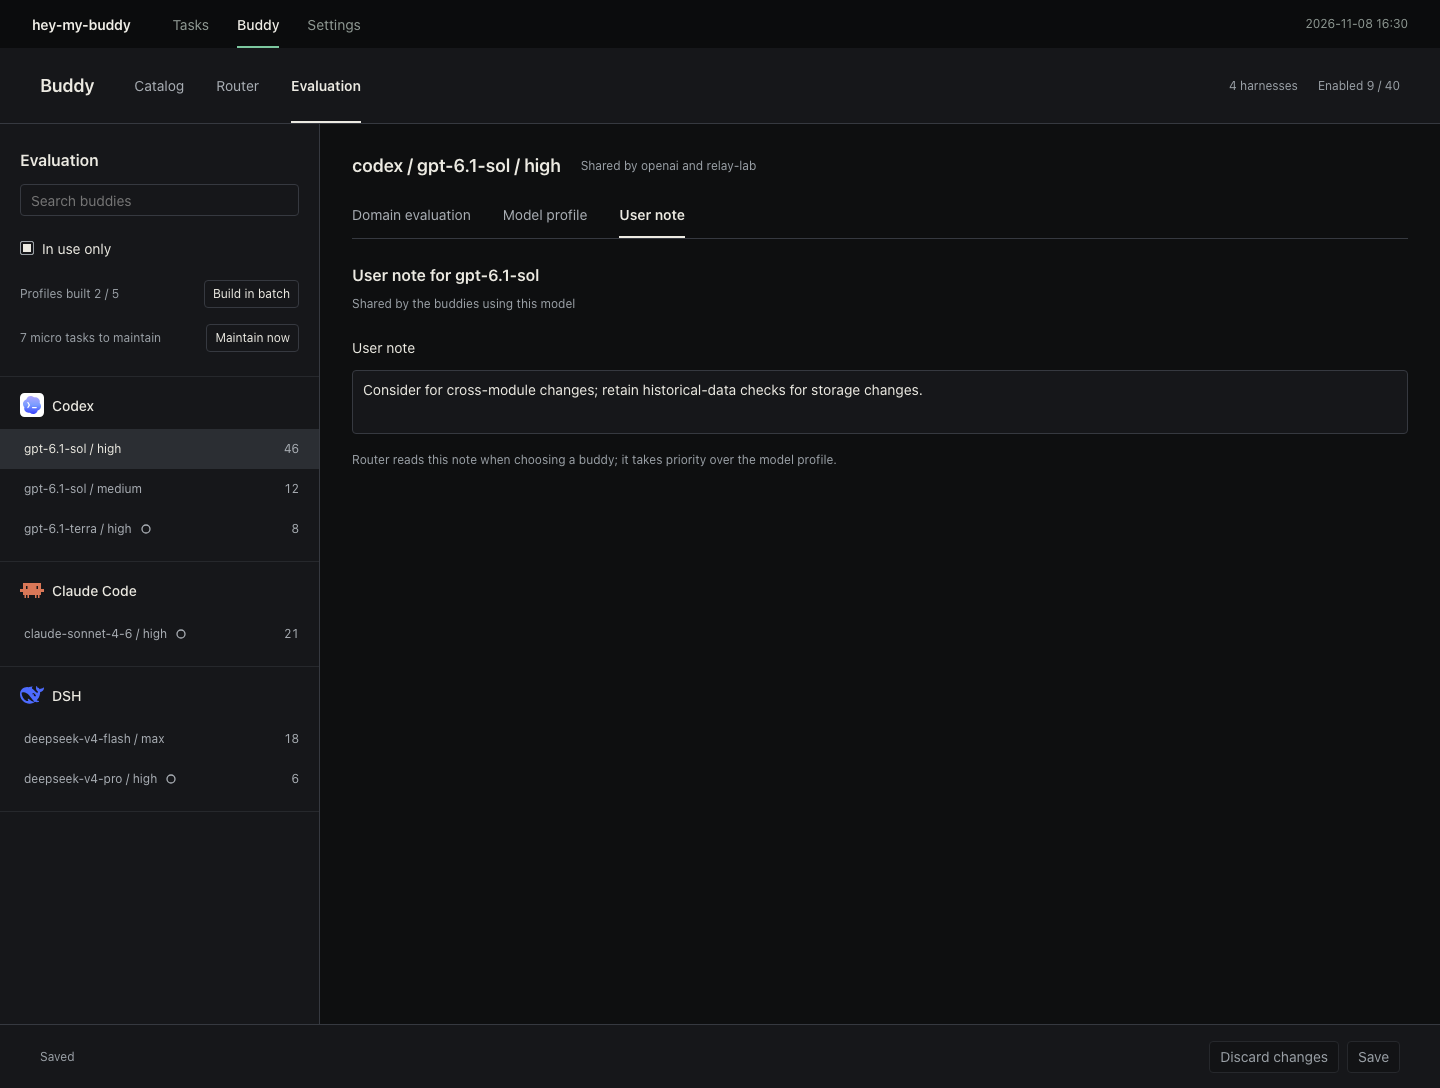 hey-my-buddy Tasks Buddy Settings 2026-11-08 16:30
Buddy Catalog Router Evaluation 4 harnesses Enabled 9 / 40
Evaluation
Search buddies
In use only
Profiles built 2 / 5 Build in batch
7 micro tasks to maintain Maintain now
Codex
gpt-6.1-sol / high 46
gpt-6.1-sol / medium 12
gpt-6.1-terra / high 8
Claude Code
claude-sonnet-4-6 / high 21
DSH
deepseek-v4-flash / max 18
deepseek-v4-pro / high 6
codex / gpt-6.1-sol / high Shared by openai and relay-lab
Domain evaluation Model profile User note
User note for gpt-6.1-sol
Shared by the buddies using this model
User note
Consider for cross-module changes; retain historical-data checks for storage changes.
Router reads this note when choosing a buddy; it takes priority over the model profile.
Saved Discard changes Save